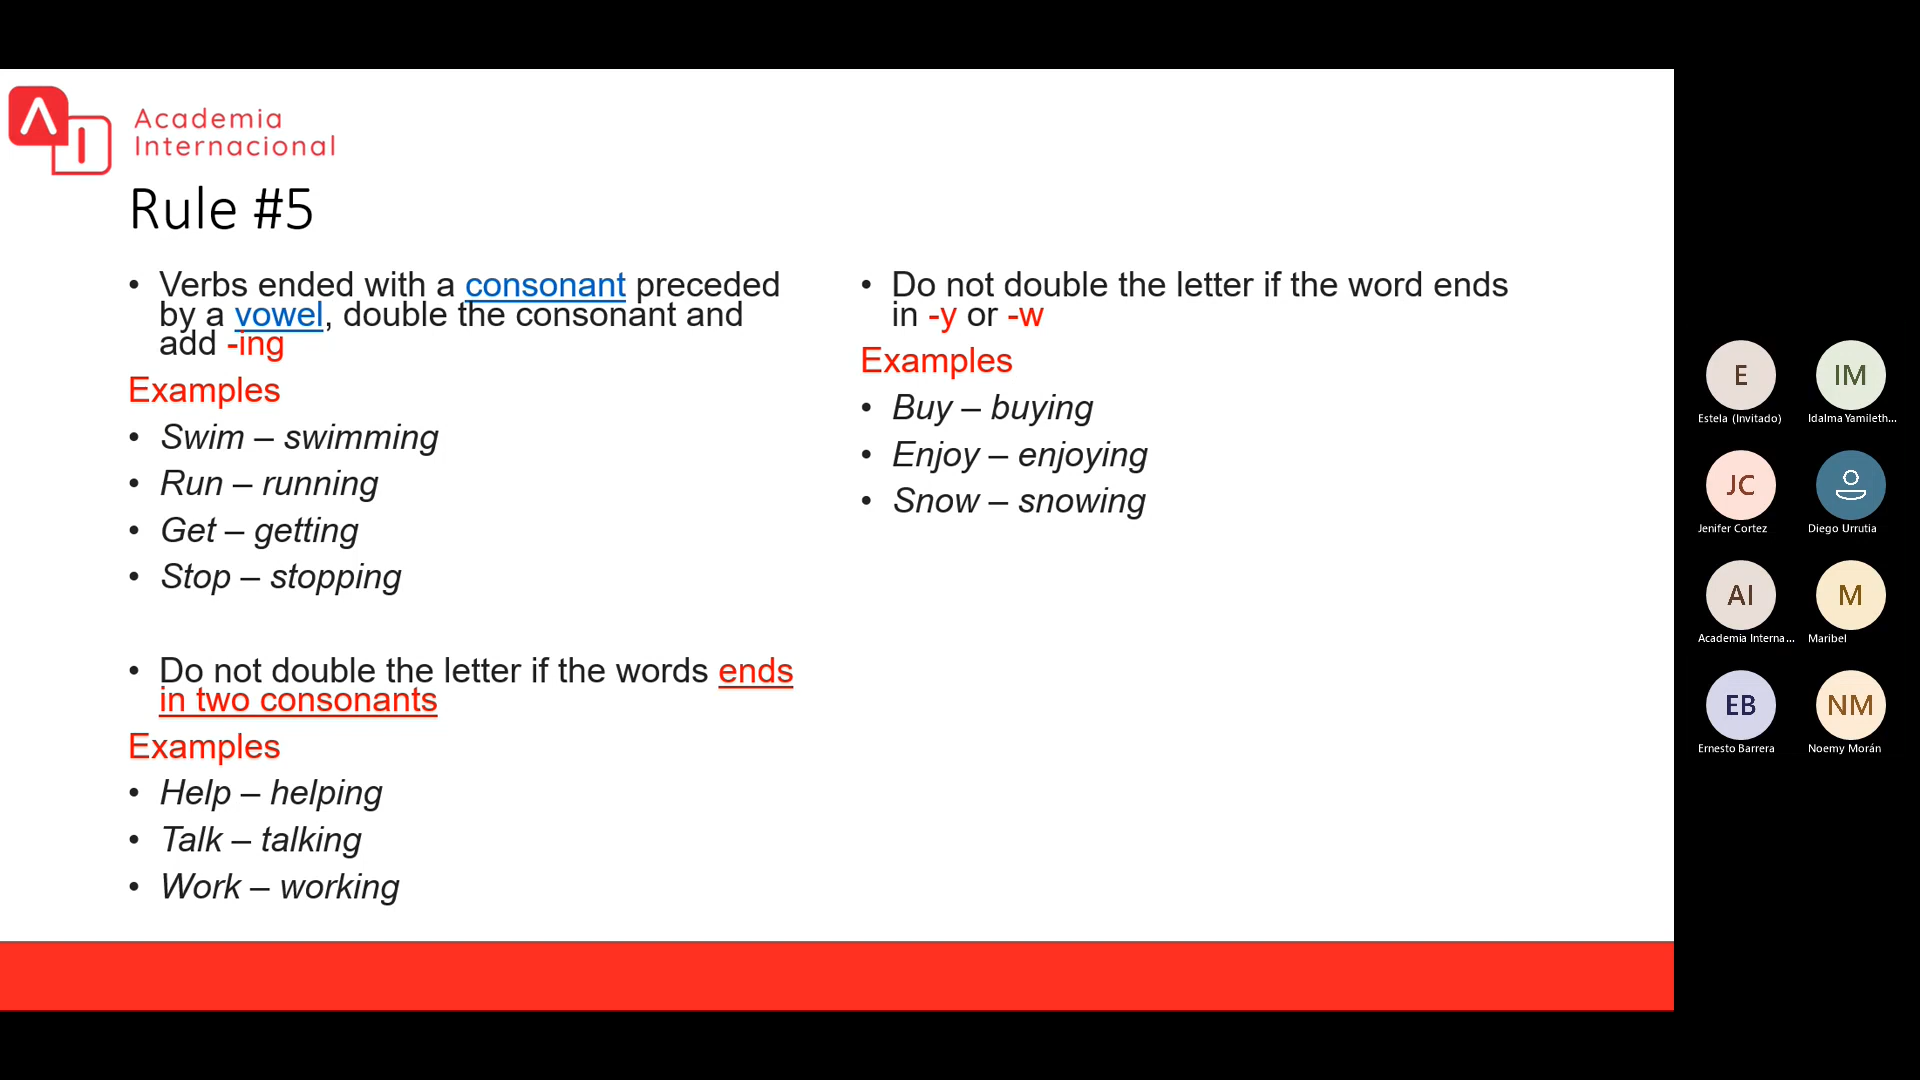 Academia
Internacional
Rule #5
• Verbs ended with a consonant preceded
by a vowel, double the consonant and
add -ing
Examples
• Swim – swimming
• Run – running
• Get – getting
• Stop – stopping
• Do not double the letter if the words ends
in two consonants
Examples
• Help – helping
• Talk – talking
• Work – working
• Do not double the letter if the word ends
in -y or -w
Examples
• Buy – buying
• Enjoy – enjoying
• Snow – snowing
E
Estela (Invitado)
IM
Idalma Yamileth...
JC
Jenifer Cortez
Diego Urrutia
AI
Academia Interna...
M
Maribel
EB
Ernesto Barrera
NM
Noemy Morán